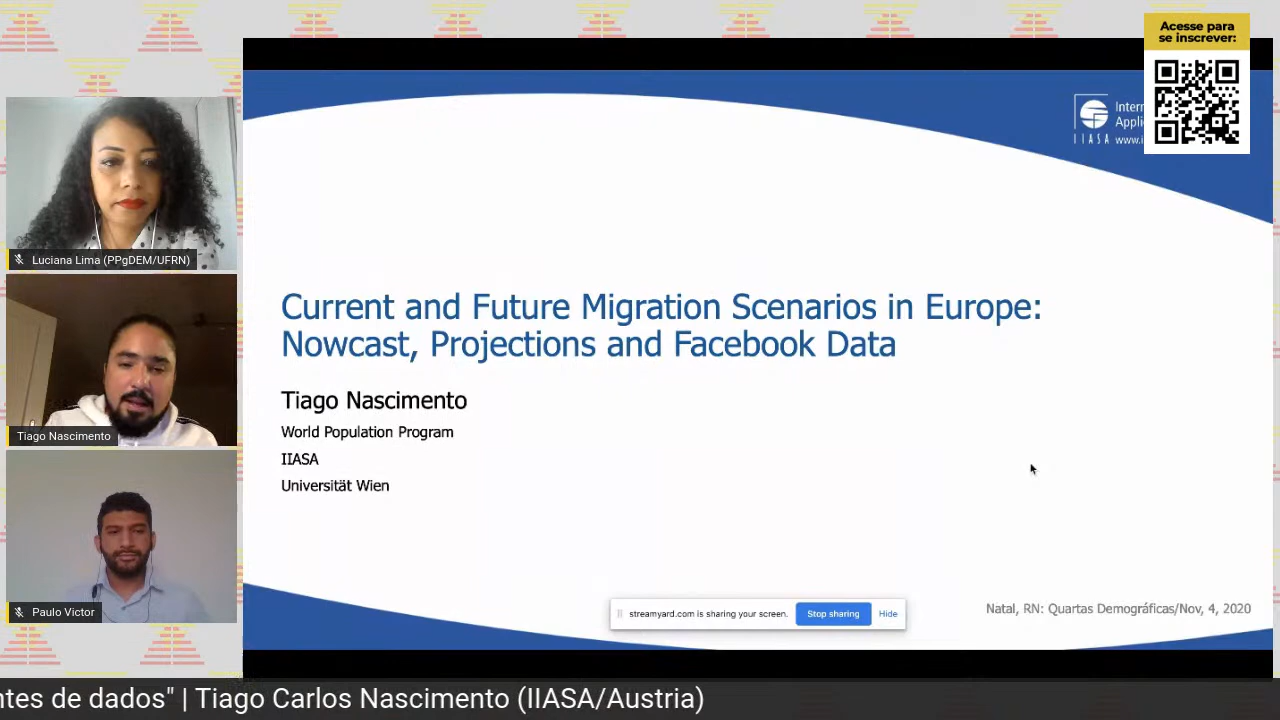 Acesse para
se inscrever:
IIASA www.i
Luciana Lima (PPgDEM/UFRN)
Current and Future Migration Scenarios in Europe:
Nowcast, Projections and Facebook Data
Tiago Nascimento
World Population Program
IIASA
Universität Wien
Tiago Nascimento
Paulo Victor
streamyard.com is sharing your screen. Stop sharing Hide
Natal, RN: Quartas Demográficas/Nov, 4, 2020
de dados" | Tiago Carlos Nascimento (IIASA/Austria)